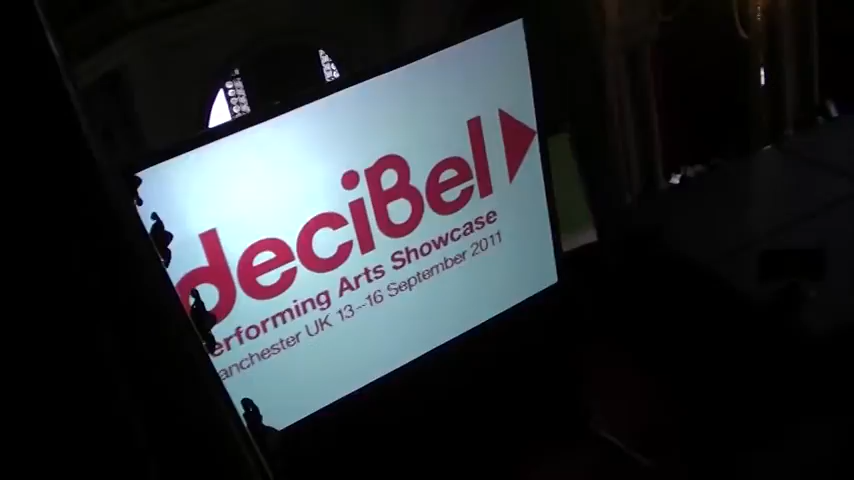 deciBel
erforming Arts Showcase
anchester UK 13–16 September 2011